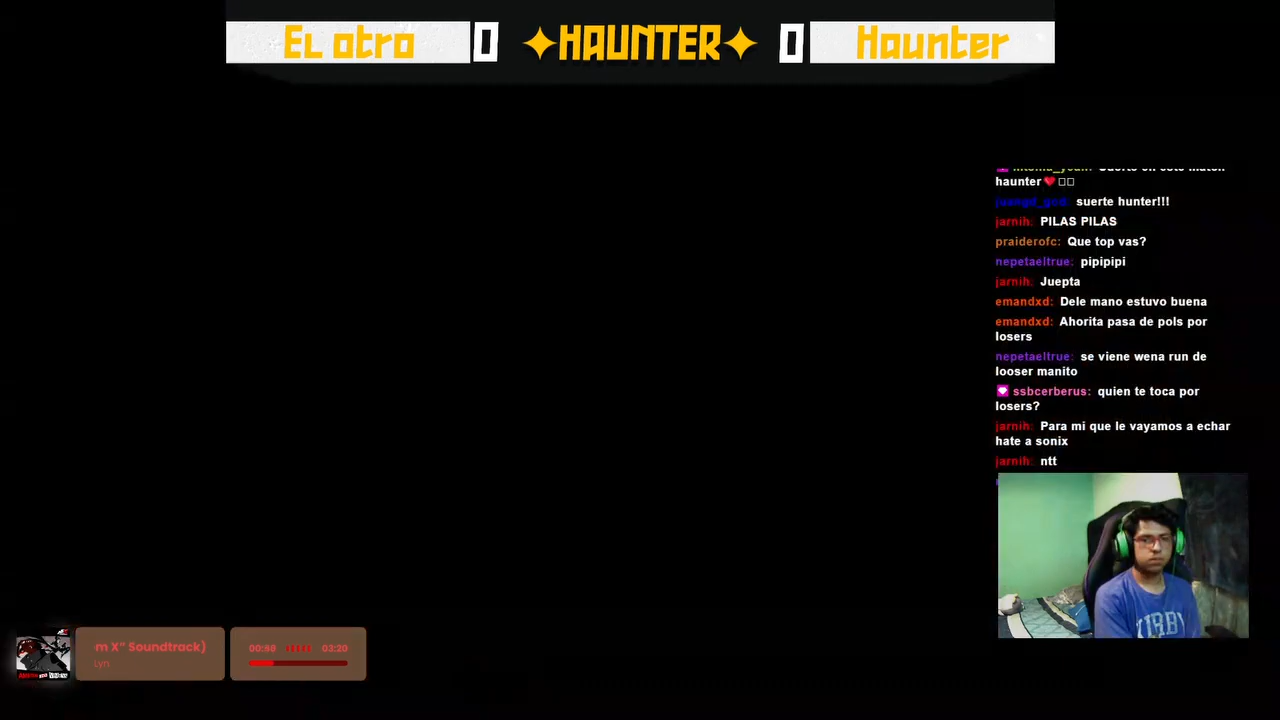 EL otro 0 HAUNTER 0 Haunter
haunter❤
juangd_god: suerte hunter!!!
jarnih: PILAS PILAS
praiderofc: Que top vas?
nepetaeltrue: pipipipi
jarnih: Juepta
emandxd: Dele mano estuvo buena
emandxd: Ahorita pasa de pols por
losers
nepetaeltrue: se viene wena run de
looser manito
ssbcerberus: quien te toca por
losers?
jarnih: Para mi que le vayamos a echar
hate a sonix
jarnih: ntt
KIRBY
m X" Soundtrack)
Lyn
03:20